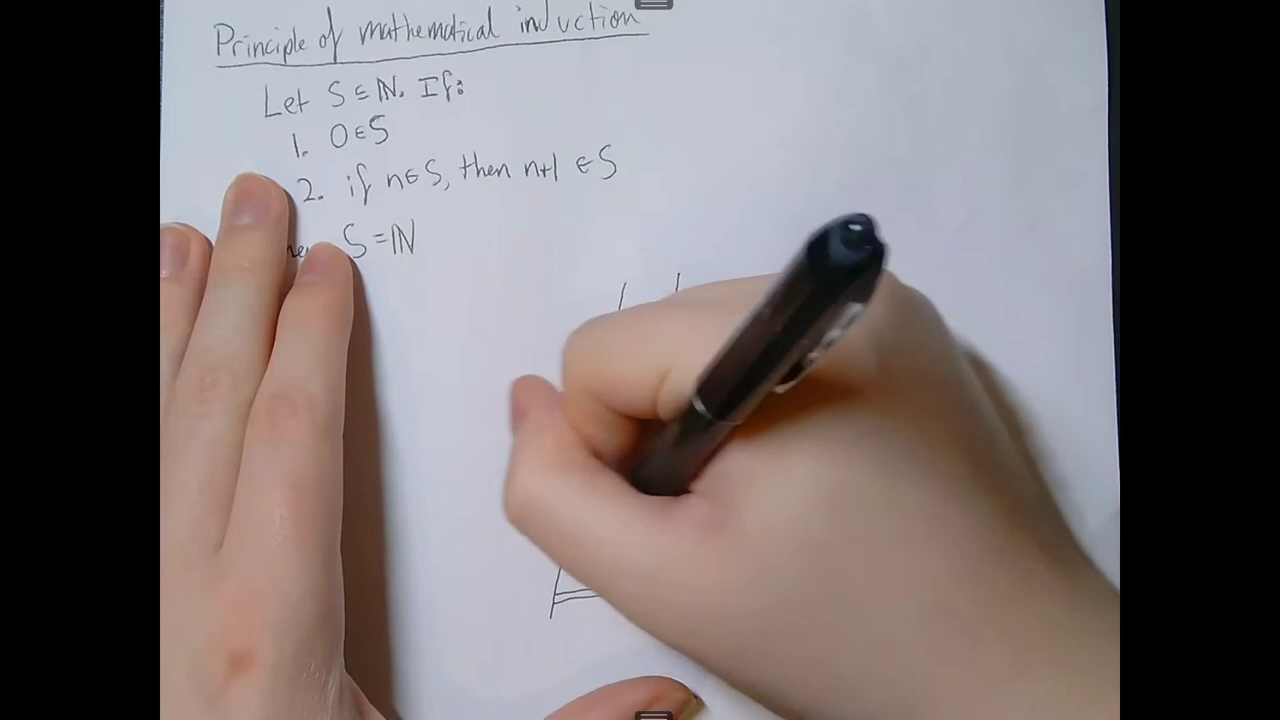 Principle of mathematical induction
Let S ⊆ ℕ. If:
1. 0 ∈ S
2. if n ∈ S, then n+1 ∈ S
S = ℕ